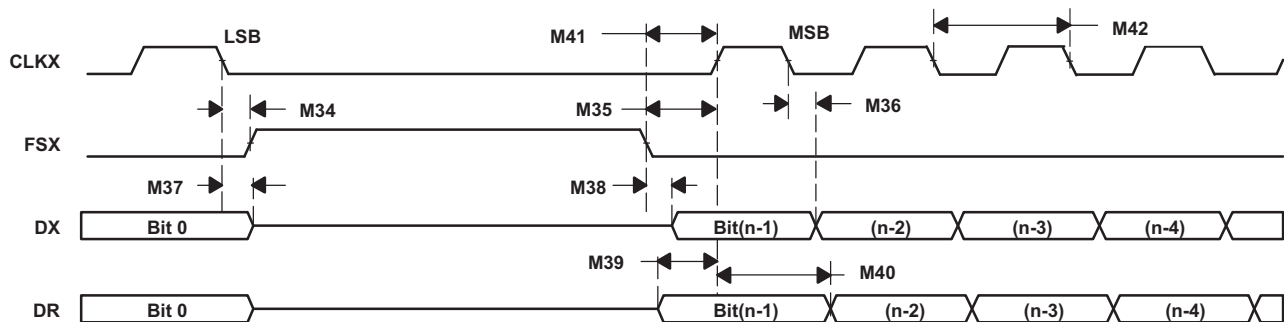 LSB M41 MSB M42
CLKX
M34 M35 M36
FSX
M37 M38
DX Bit 0 Bit(n-1) (n-2) (n-3) (n-4)
M39 M40
DR Bit 0 Bit(n-1) (n-2) (n-3) (n-4)